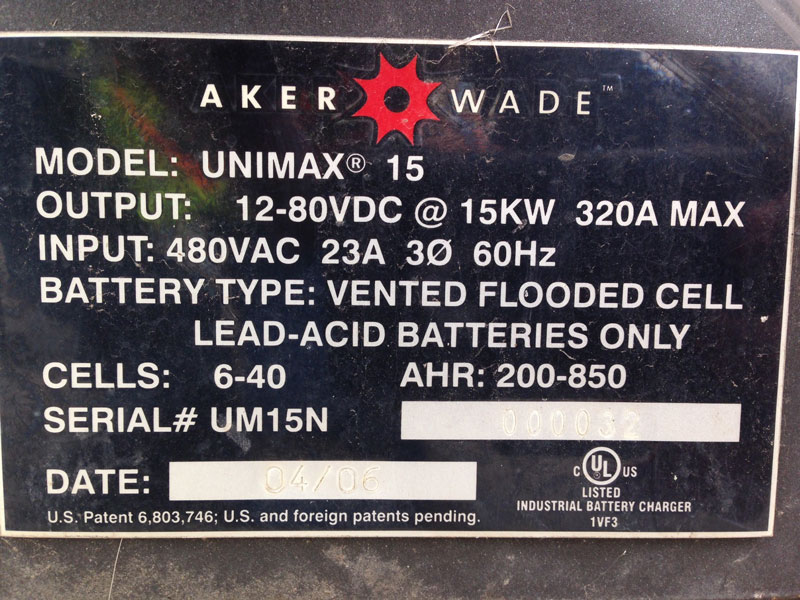 AKER WADE™
MODEL: UNIMAX® 15
OUTPUT: 12-80VDC @ 15KW 320A MAX
INPUT: 480VAC 23A 3Ø 60Hz
BATTERY TYPE: VENTED FLOODED CELL
LEAD-ACID BATTERIES ONLY
CELLS: 6-40 AHR: 200-850
SERIAL# UM15N 000032
DATE: 04/06
C UL US
LISTED
INDUSTRIAL BATTERY CHARGER
1VF3
U.S. Patent 6,803,746; U.S. and foreign patents pending.